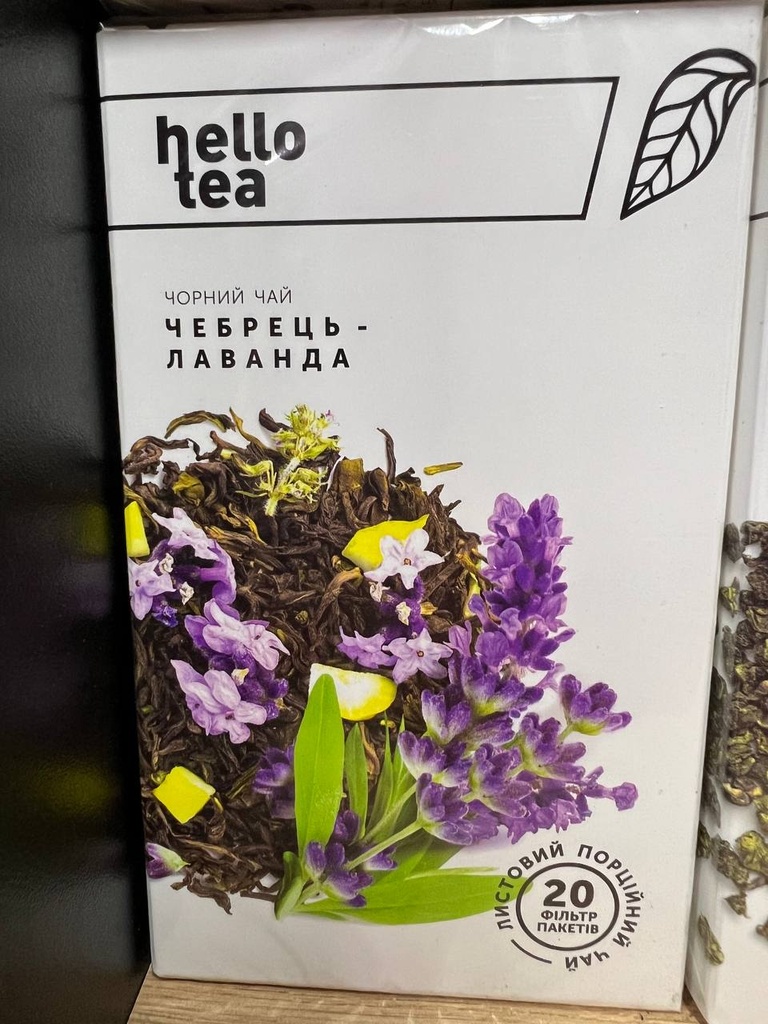 hello
tea
ЧОРНИЙ ЧАЙ
ЧЕБРЕЦЬ -
ЛАВАНДА
ЛИСТОВИЙ ПОРЦІЙНИЙ ЧАЙ
20
ФІЛЬТР
ПАКЕТІВ